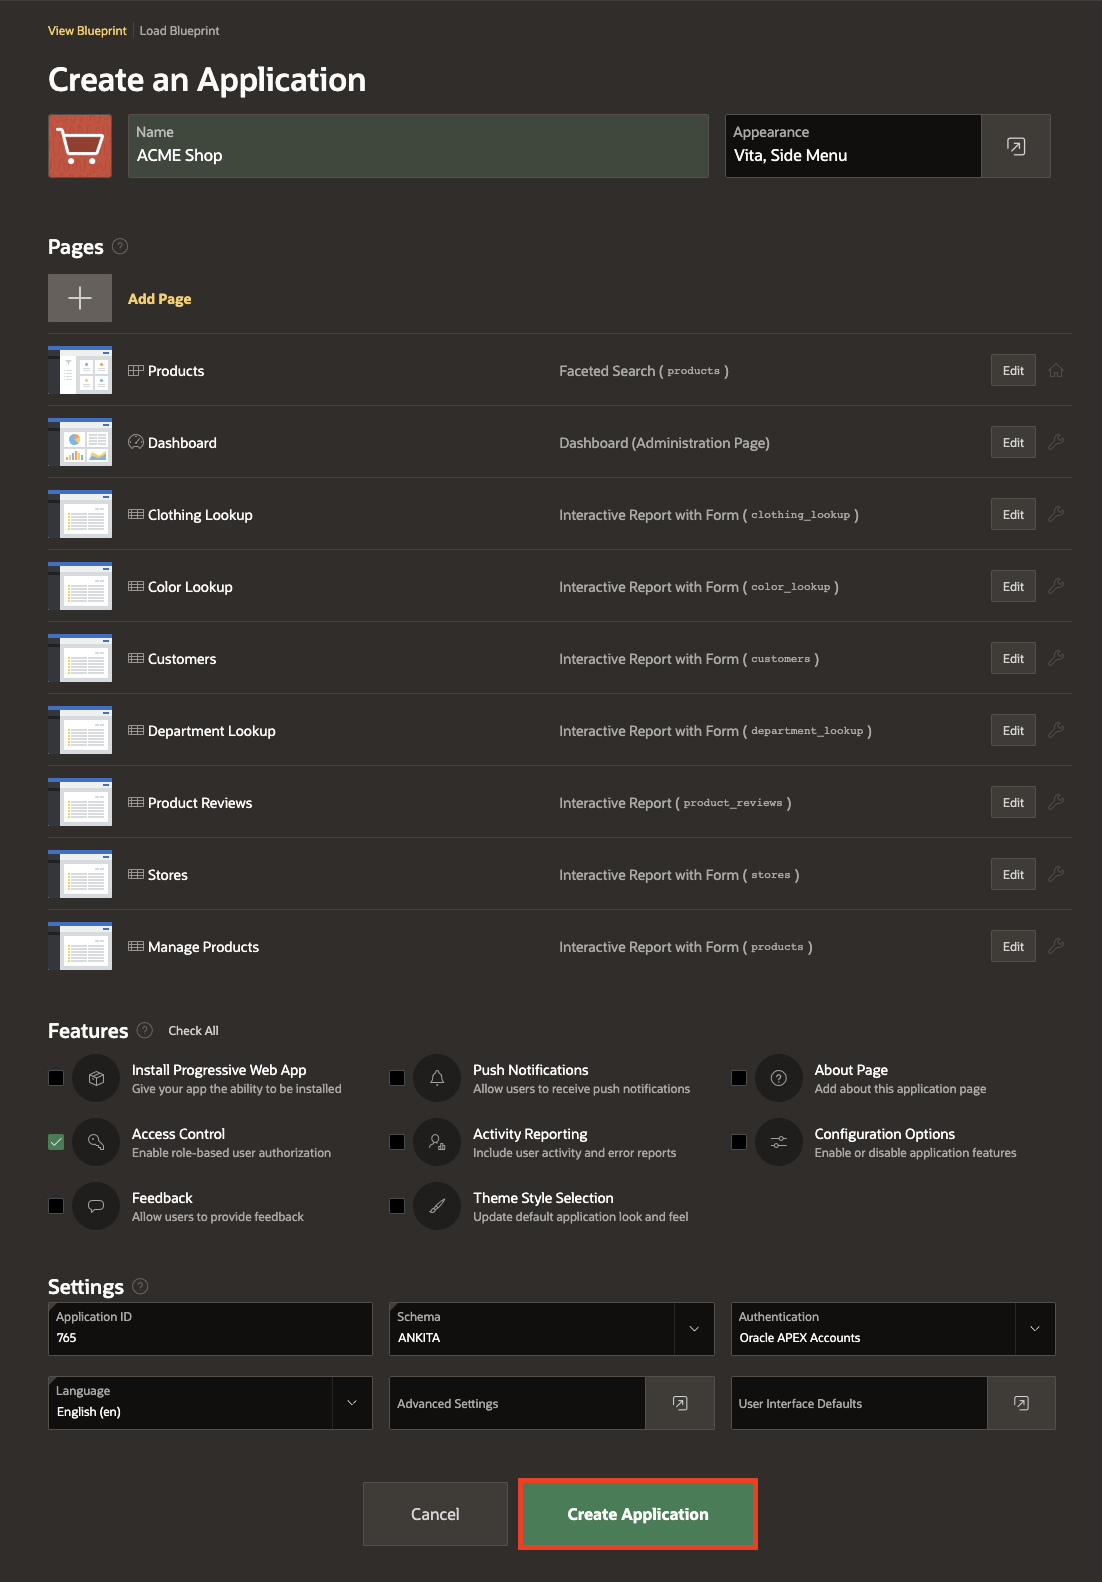 View Blueprint Load Blueprint
Create an Application
Name
ACME Shop
Appearance
Vita, Side Menu
Pages ?
Add Page
Products Faceted Search ( products ) Edit
Dashboard Dashboard (Administration Page) Edit
Clothing Lookup Interactive Report with Form ( clothing_lookup ) Edit
Color Lookup Interactive Report with Form ( color_lookup ) Edit
Customers Interactive Report with Form ( customers ) Edit
Department Lookup Interactive Report with Form ( department_lookup ) Edit
Product Reviews Interactive Report ( product_reviews ) Edit
Stores Interactive Report with Form ( stores ) Edit
Manage Products Interactive Report with Form ( products ) Edit
Features ? Check All
Install Progressive Web App
Give your app the ability to be installed
Push Notifications
Allow users to receive push notifications
? About Page
Add about this application page
Access Control
Enable role-based user authorization
Activity Reporting
Include user activity and error reports
Configuration Options
Enable or disable application features
Feedback
Allow users to provide feedback
Theme Style Selection
Update default application look and feel
Settings ?
Application ID
765
Schema
ANKITA
Authentication
Oracle APEX Accounts
Language
English (en)
Advanced Settings
User Interface Defaults
Cancel
Create Application